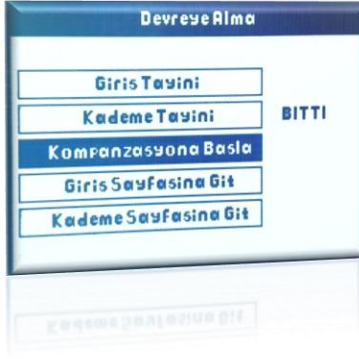 Devreye Alma
Giris Tayini
Kademe Tayini BITTI
Kompanzasyona Basla
Giris Sayfasina Git
Kademe Sayfasina Git